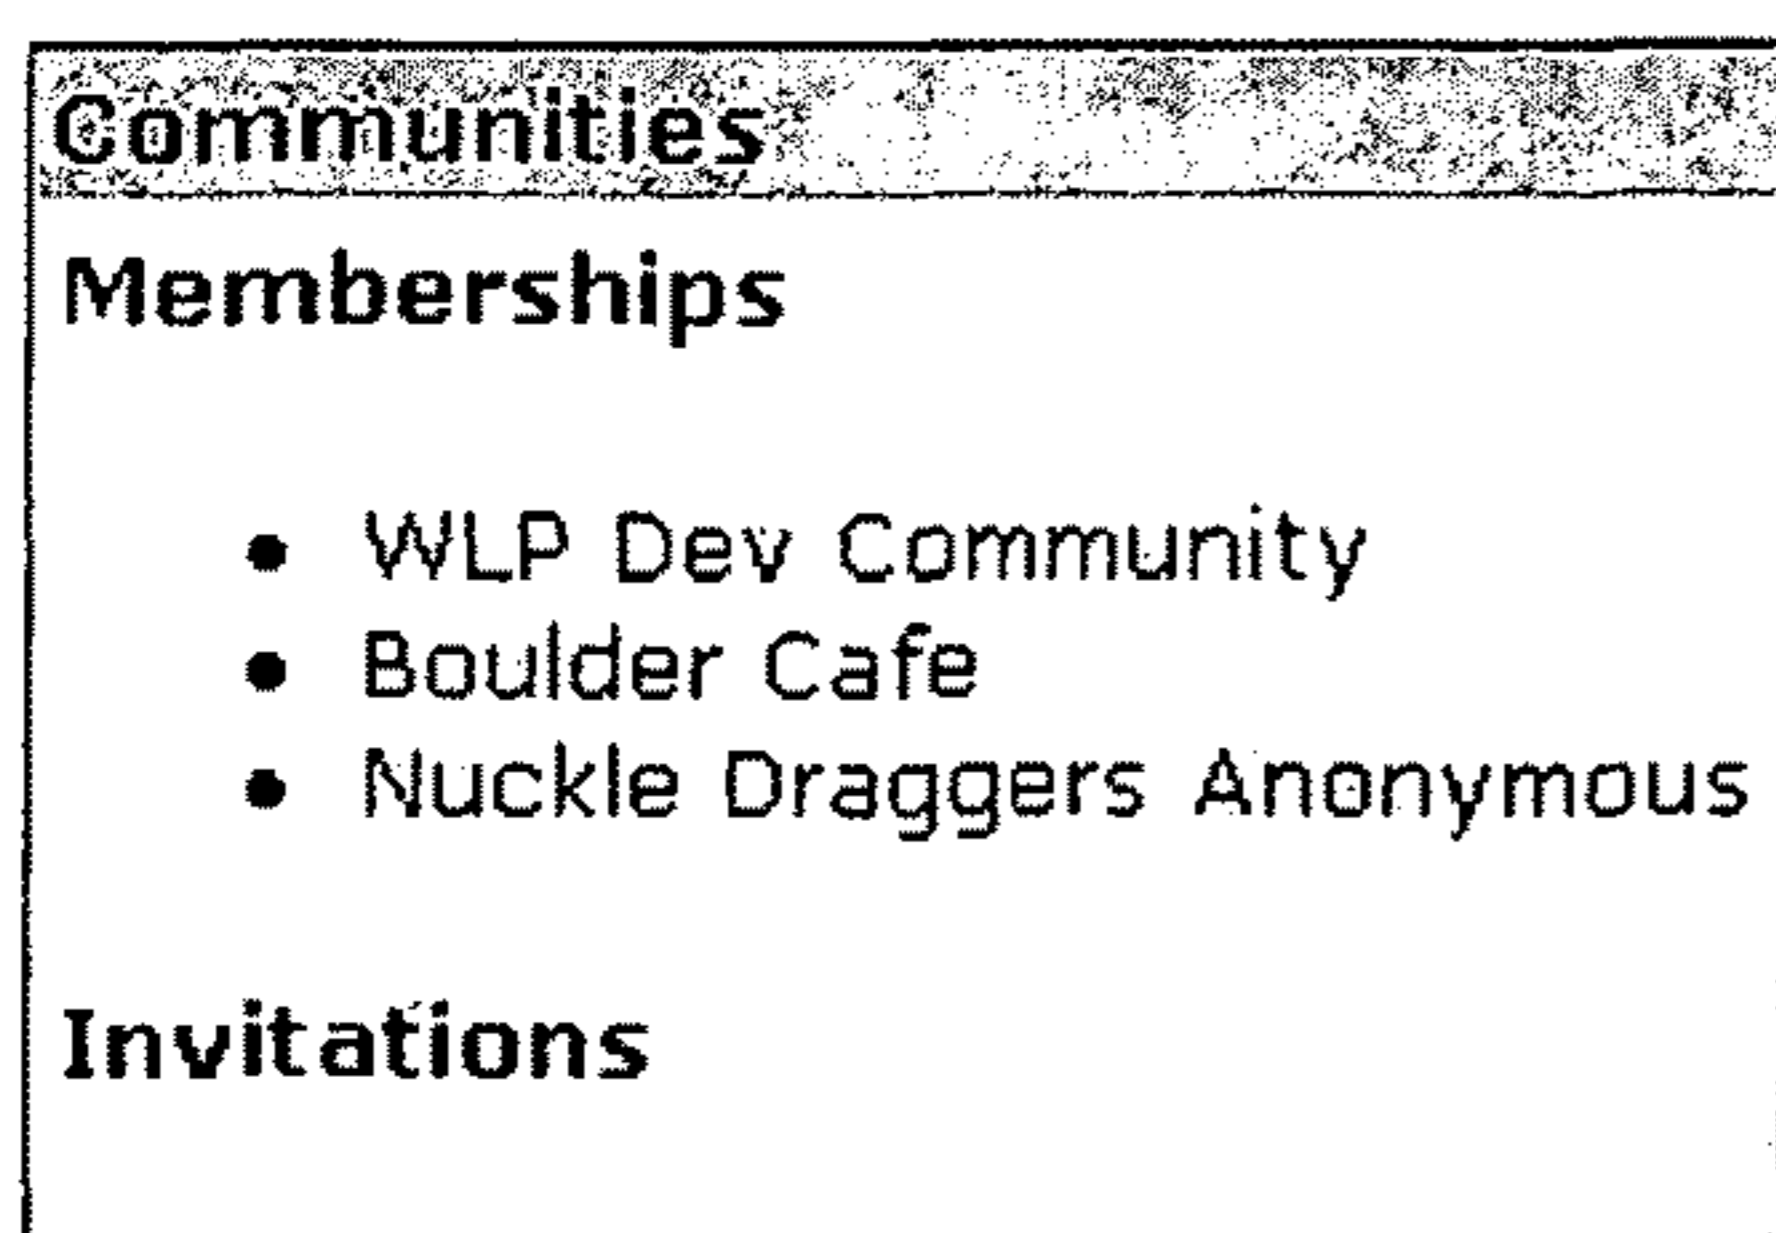 Communities
Memberships
• WLP Dev Community
• Boulder Cafe
• Nuckle Draggers Anonymous
Invitations